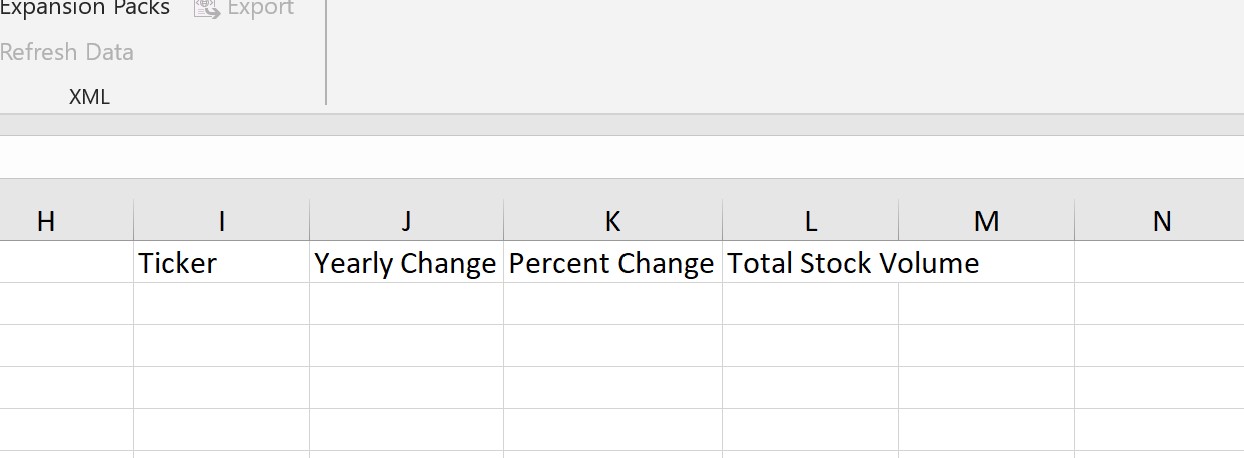 Expansion Packs Export
Refresh Data
XML
H I J K L M N
Ticker Yearly Change Percent Change Total Stock Volume